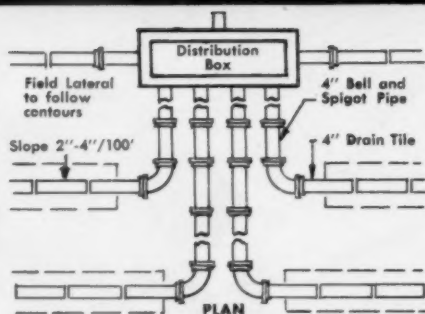 Distribution
Box
Field Lateral
to follow
contours
4" Bell and
Spigot Pipe
Slope 2"-4"/100'
4" Drain Tile
PLAN